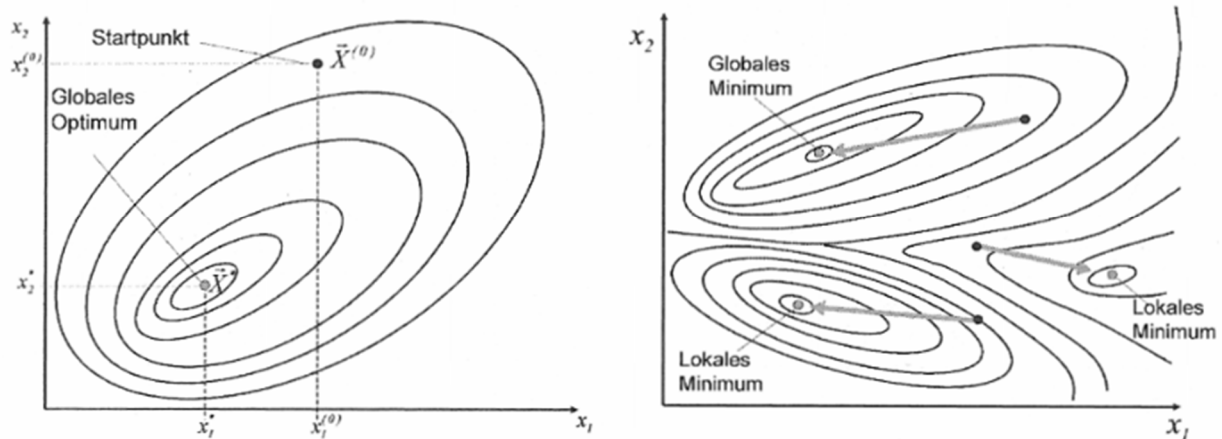 x₂
Startpunkt
x₂⁽⁰⁾
X⃗⁽⁰⁾
Globales
Optimum
x₂*
X⃗*
x₁*
x₁⁽⁰⁾
x₁
x₂
Globales
Minimum
Lokales
Minimum
Lokales
Minimum
x₁